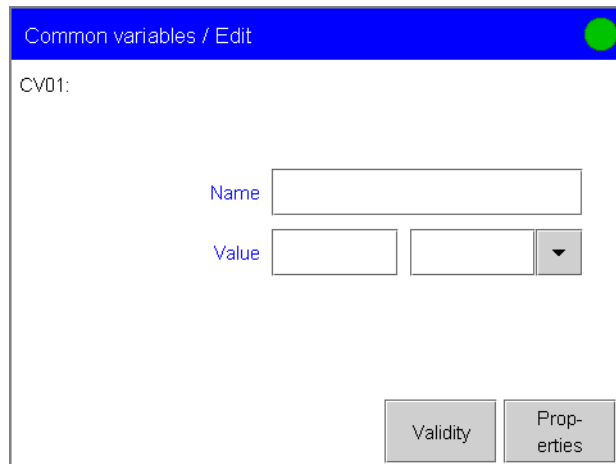 Common variables / Edit
CV01:
Name
Value
Validity
Prop-
erties